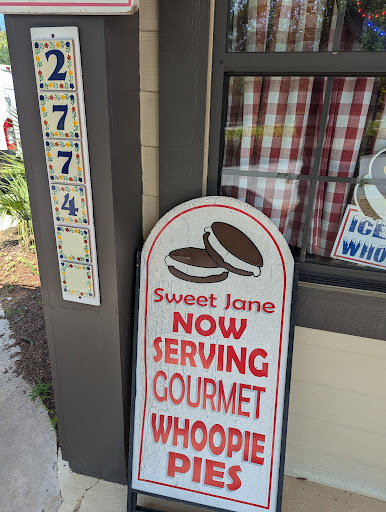 2
7
7
4
Sweet Jane
NOW
SERVING
GOURMET
WHOOPIE
PIES
ICE
WHO